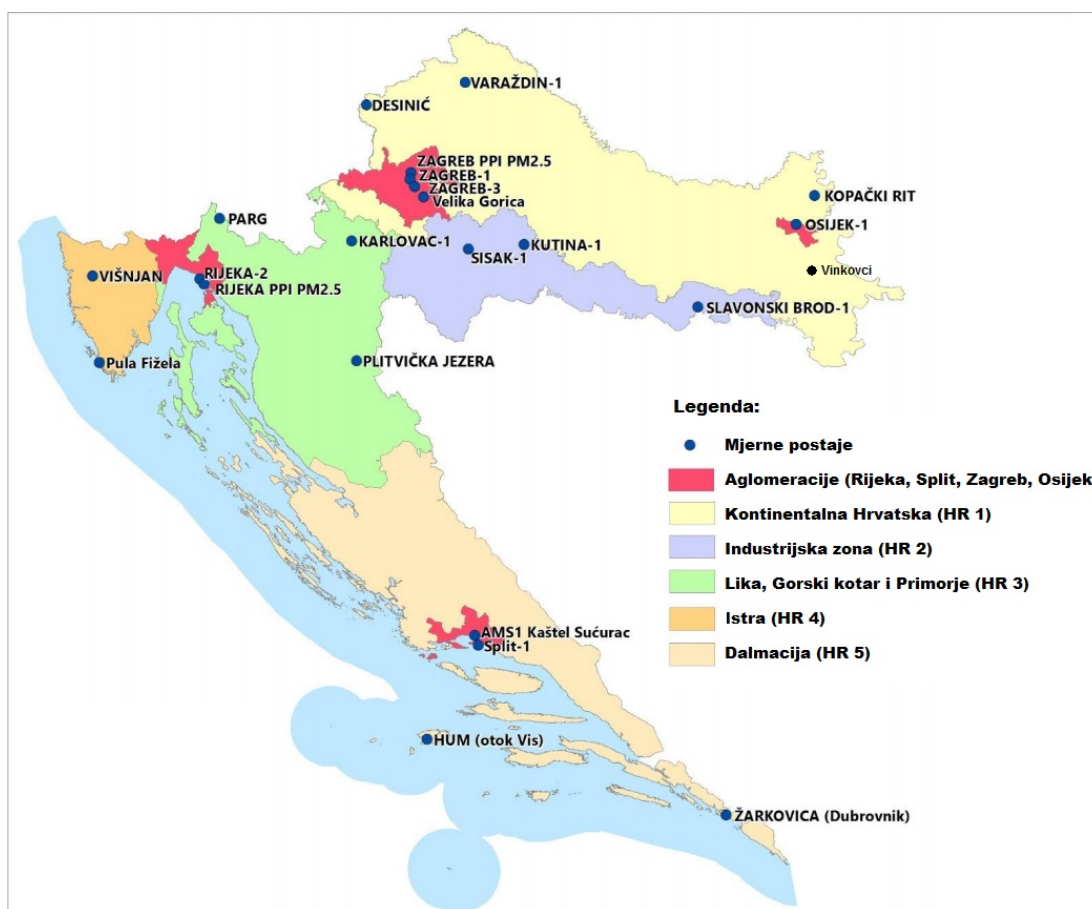 VARAŽDIN-1
DESINIĆ
ZAGREB PPI PM2.5
ZAGREB-1
ZAGREB-3
Velika Gorica
KOPAČKI RIT
PARG
OSIJEK-1
KARLOVAC-1
KUTINA-1
SISAK-1
VIŠNJAN
RIJEKA-2
RIJEKA PPI PM2.5
Vinkovci
SLAVONSKI BROD-1
Pula Fižela
PLITVIČKA JEZERA
Legenda:
Mjerne postaje
Aglomeracije (Rijeka, Split, Zagreb, Osijek
Kontinentalna Hrvatska (HR 1)
Industrijska zona (HR 2)
Lika, Gorski kotar i Primorje (HR 3)
Istra (HR 4)
Dalmacija (HR 5)
AMS1 Kaštel Sućurac
Split-1
HUM (otok Vis)
ŽARKOVICA (Dubrovnik)